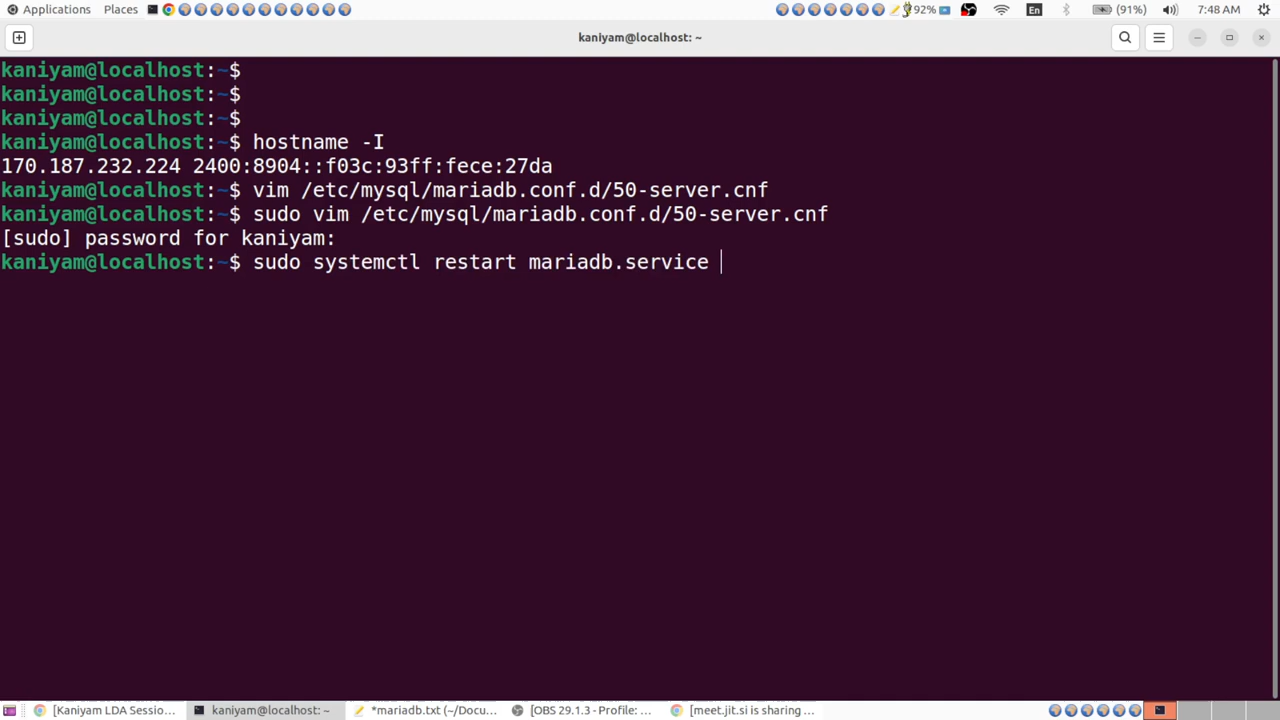 Applications Places 92% En (91%) 7:48 AM
kaniyam@localhost: ~
kaniyam@localhost:~$
kaniyam@localhost:~$
kaniyam@localhost:~$
kaniyam@localhost:~$ hostname -I
170.187.232.224 2400:8904::f03c:93ff:fece:27da
kaniyam@localhost:~$ vim /etc/mysql/mariadb.conf.d/50-server.cnf
kaniyam@localhost:~$ sudo vim /etc/mysql/mariadb.conf.d/50-server.cnf
[sudo] password for kaniyam:
kaniyam@localhost:~$ sudo systemctl restart mariadb.service
[Kaniyam LDA Sessio... kaniyam@localhost: ~ *mariadb.txt (~/Docu... [OBS 29.1.3 - Profile: ... [meet.jit.si is sharing ...